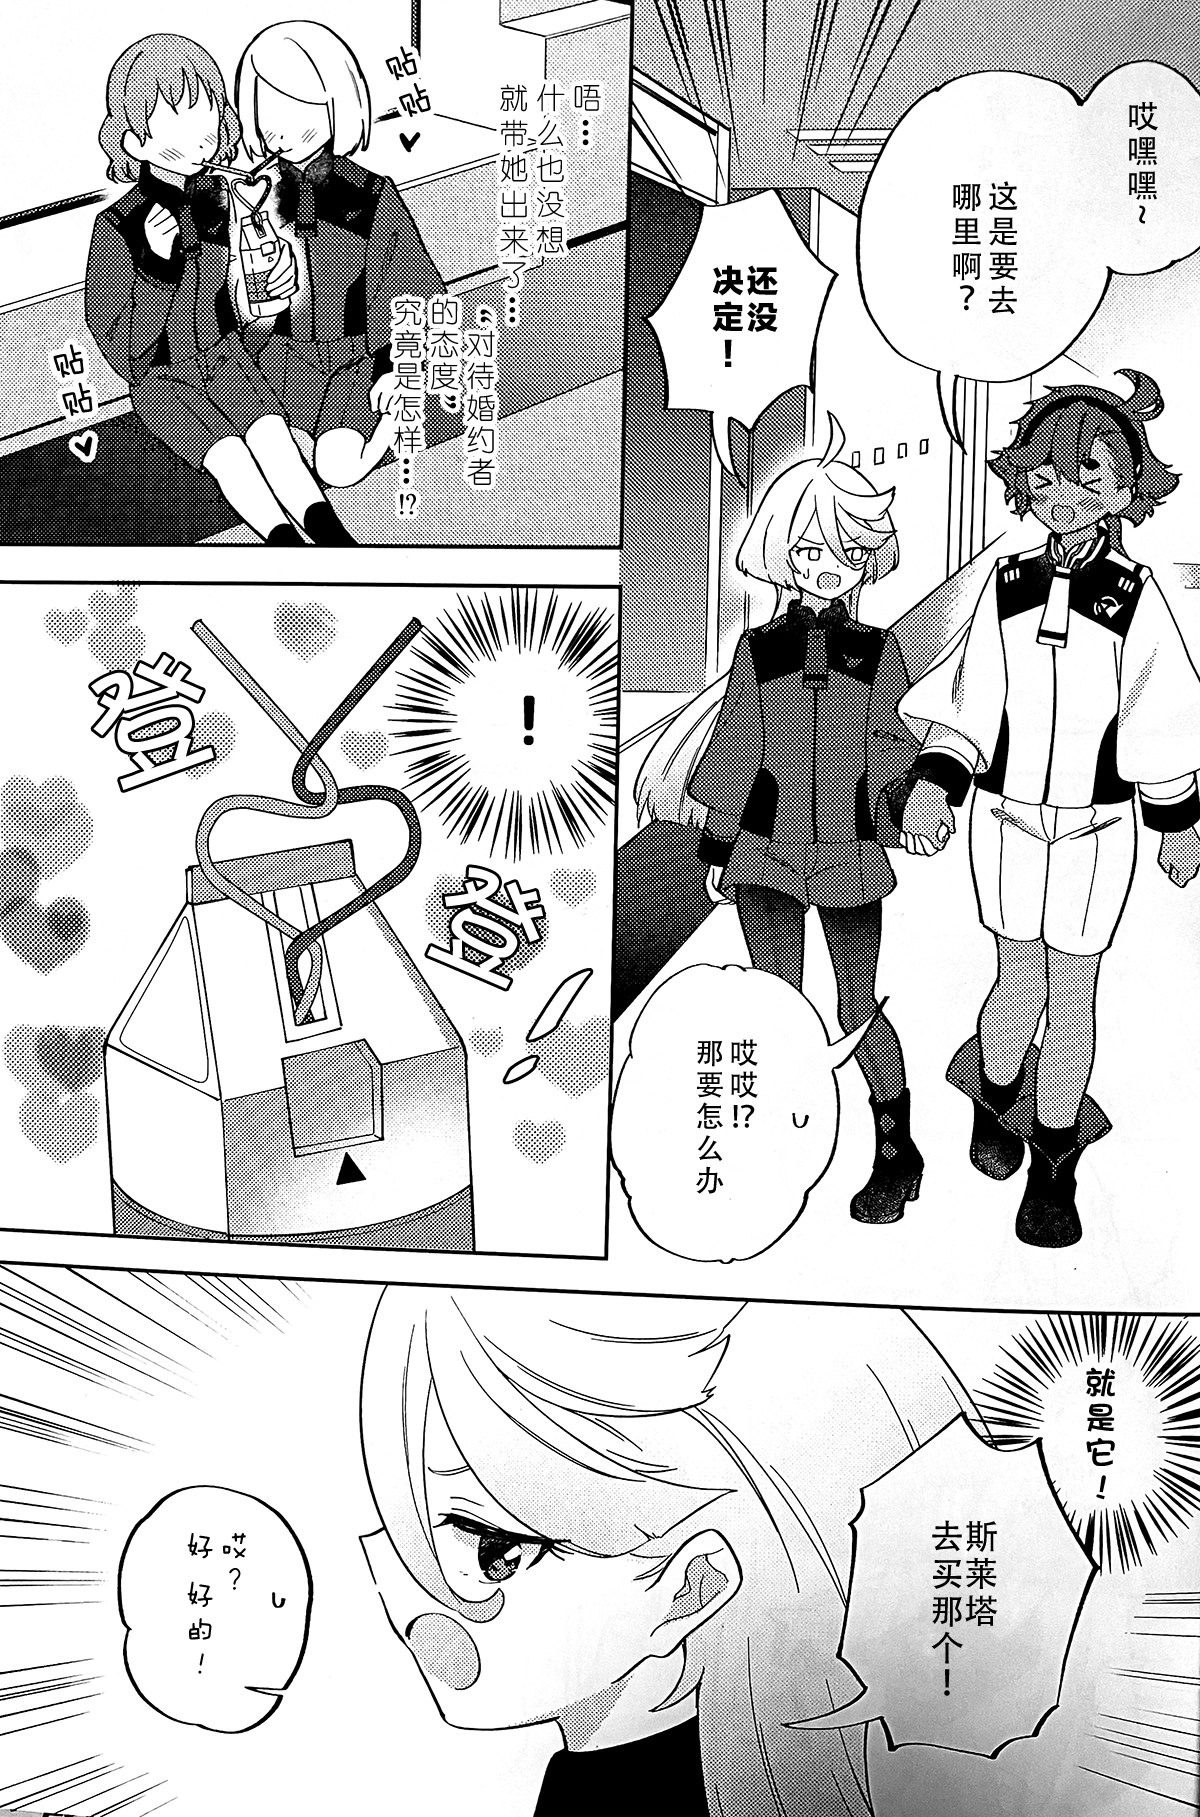 哎嘿嘿~
这是要去
哪里啊？
还没
决定！
哎哎!?
那要怎么办
唔…
什么也没想
就带她出来了…
“对待婚约者
的态度”
究竟是怎样…!?
贴
贴
贴
贴
！
噔
噔
就是它！
斯莱塔
去买那个！
哎？
好好的！